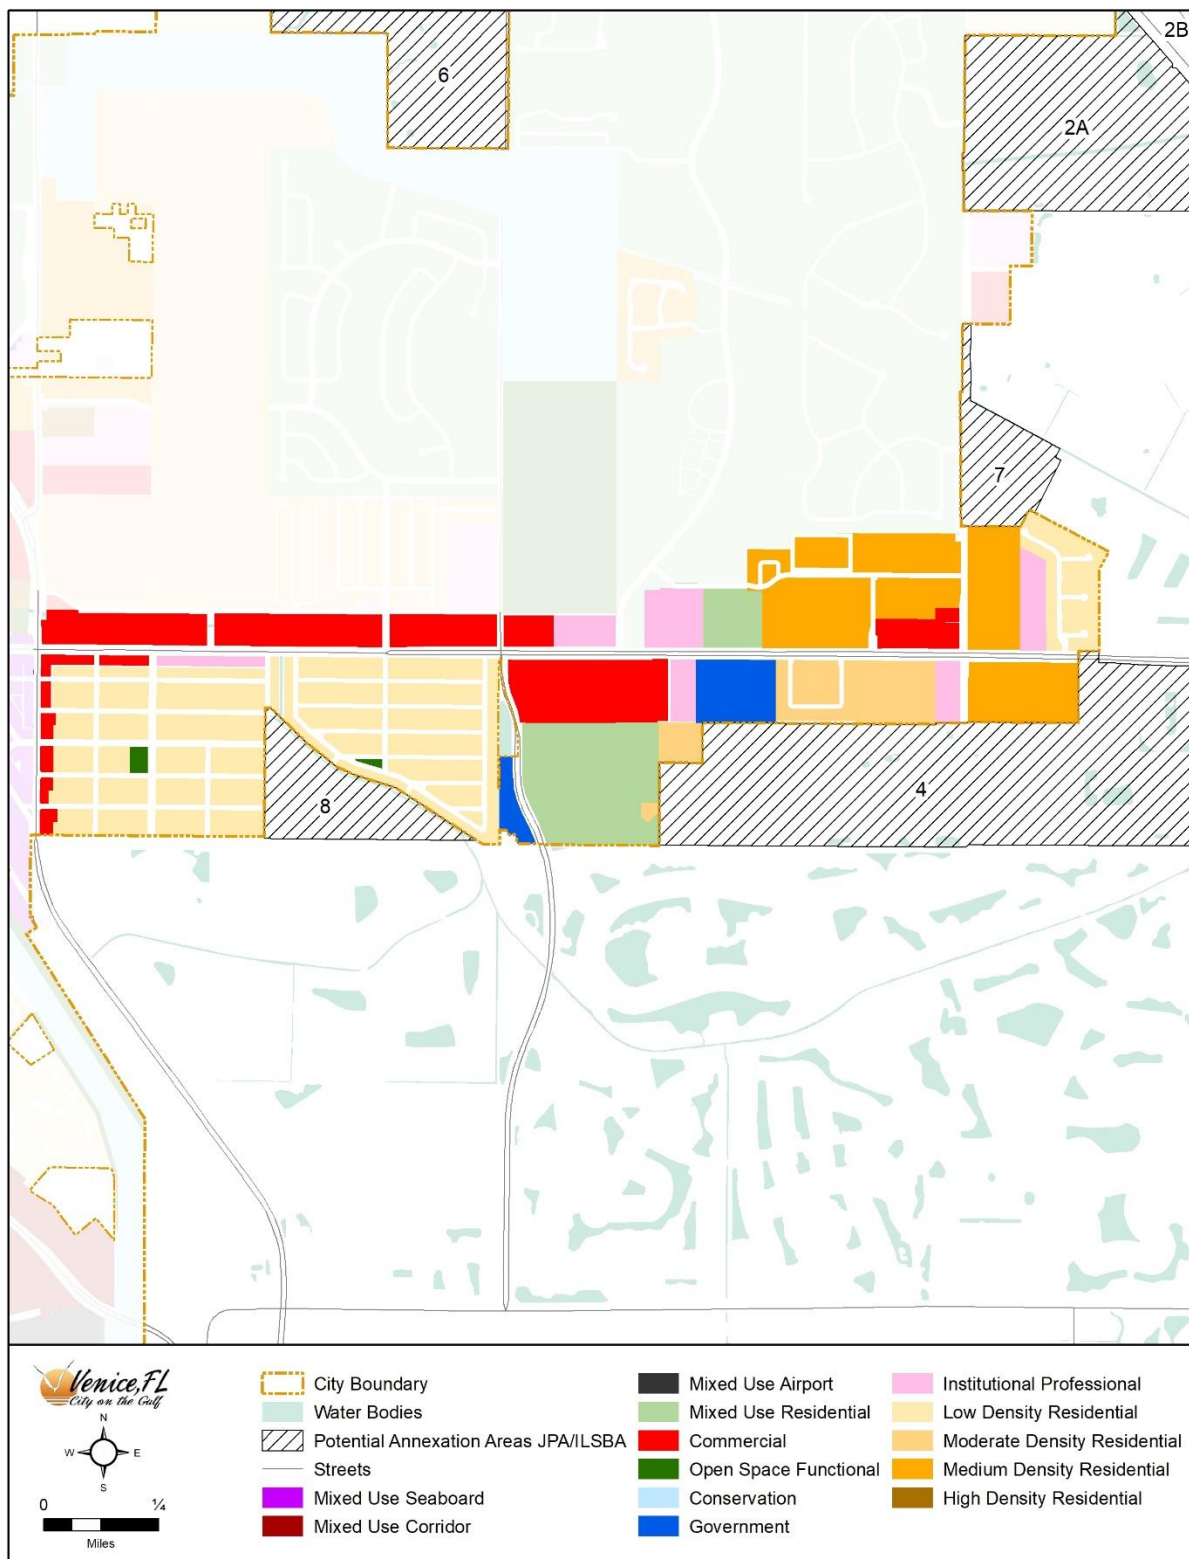 2B
6
2A
7
8
4
Venice, FL
City on the Gulf
N
W E
S
0 ¼
Miles
City Boundary
Water Bodies
Potential Annexation Areas JPA/ILSBA
Streets
Mixed Use Seaboard
Mixed Use Corridor
Mixed Use Airport
Mixed Use Residential
Commercial
Open Space Functional
Conservation
Government
Institutional Professional
Low Density Residential
Moderate Density Residential
Medium Density Residential
High Density Residential